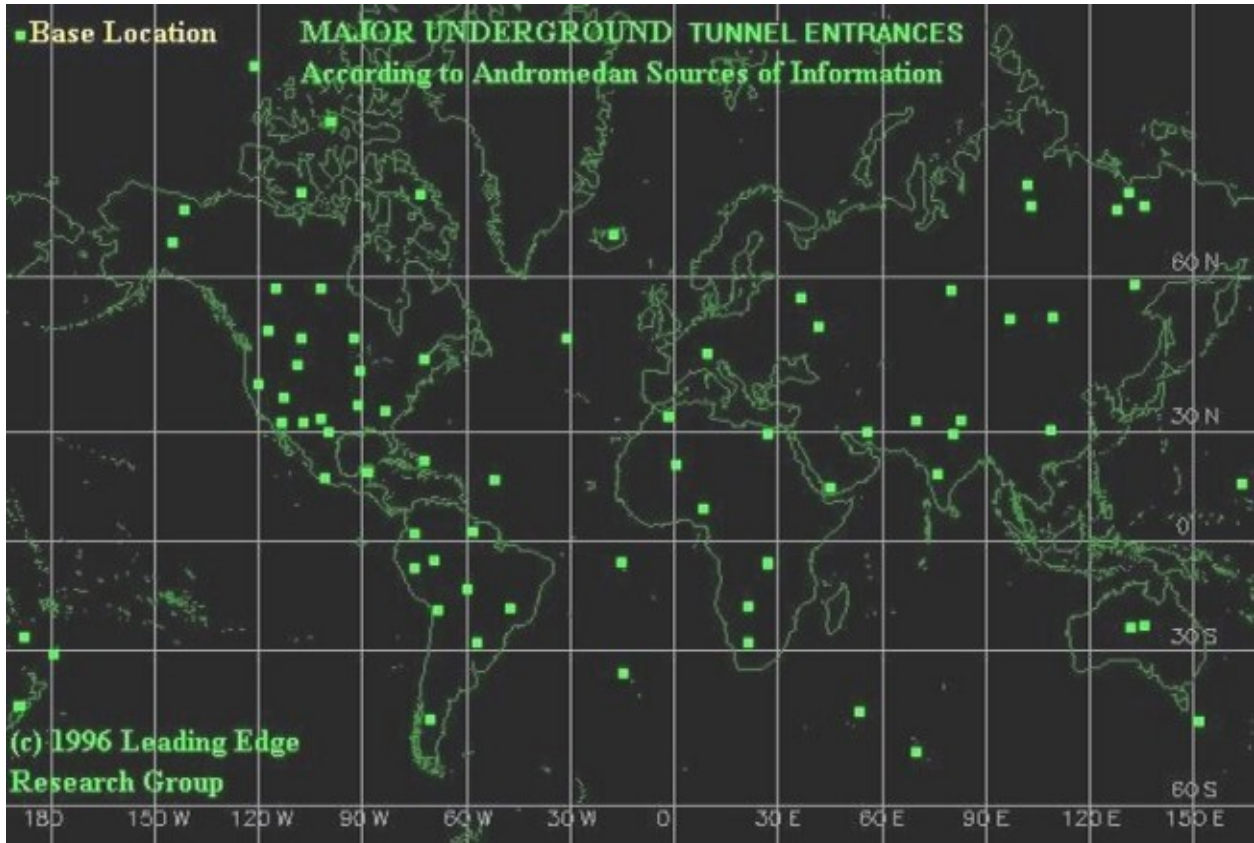 Base Location
MAJOR UNDERGROUND TUNNEL ENTRANCES
According to Andromedan Sources of Information
60 N
30 N
0
30 S
(c) 1996 Leading Edge
Research Group
60 S
180 150 W 120 W 90 W 60 W 30 W 0 30 E 60 E 90 E 120 E 150 E